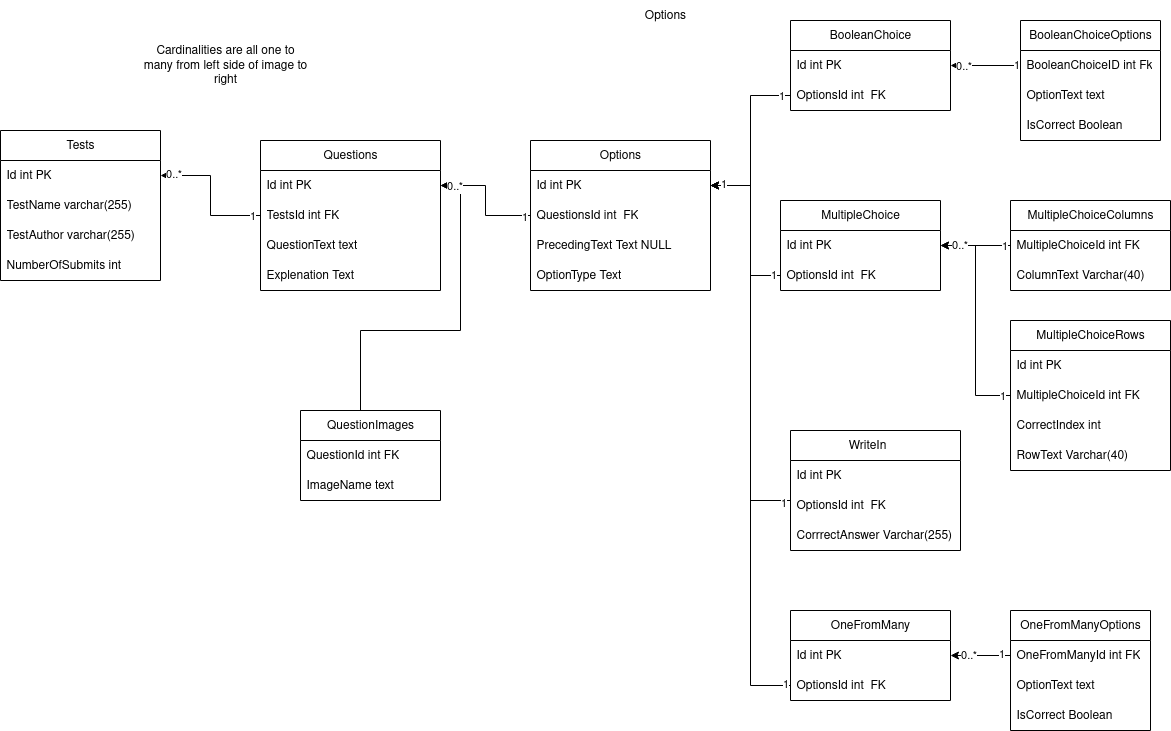 Options
Cardinalities are all one to
many from left side of image to
right
Tests
Id int PK
TestName varchar(255)
TestAuthor varchar(255)
NumberOfSubmits int
0..*
1
Questions
Id int PK
TestsId int FK
QuestionText text
Explenation Text
0..*
1
QuestionImages
QuestionId int FK
ImageName text
Options
Id int PK
QuestionsId int  FK
PrecedingText Text NULL
OptionType Text
1
1
BooleanChoice
Id int PK
OptionsId int  FK
0..*
1
BooleanChoiceOptions
BooleanChoiceID int Fk
OptionText text
IsCorrect Boolean
1
MultipleChoice
Id int PK
OptionsId int  FK
0..*
1
MultipleChoiceColumns
MultipleChoiceId int FK
ColumnText Varchar(40)
1
MultipleChoiceRows
Id int PK
MultipleChoiceId int FK
CorrectIndex int
RowText Varchar(40)
1
WriteIn
Id int PK
OptionsId int  FK
CorrrectAnswer Varchar(255)
1
OneFromMany
Id int PK
OptionsId int  FK
0..*
1
OneFromManyOptions
OneFromManyId int FK
OptionText text
IsCorrect Boolean